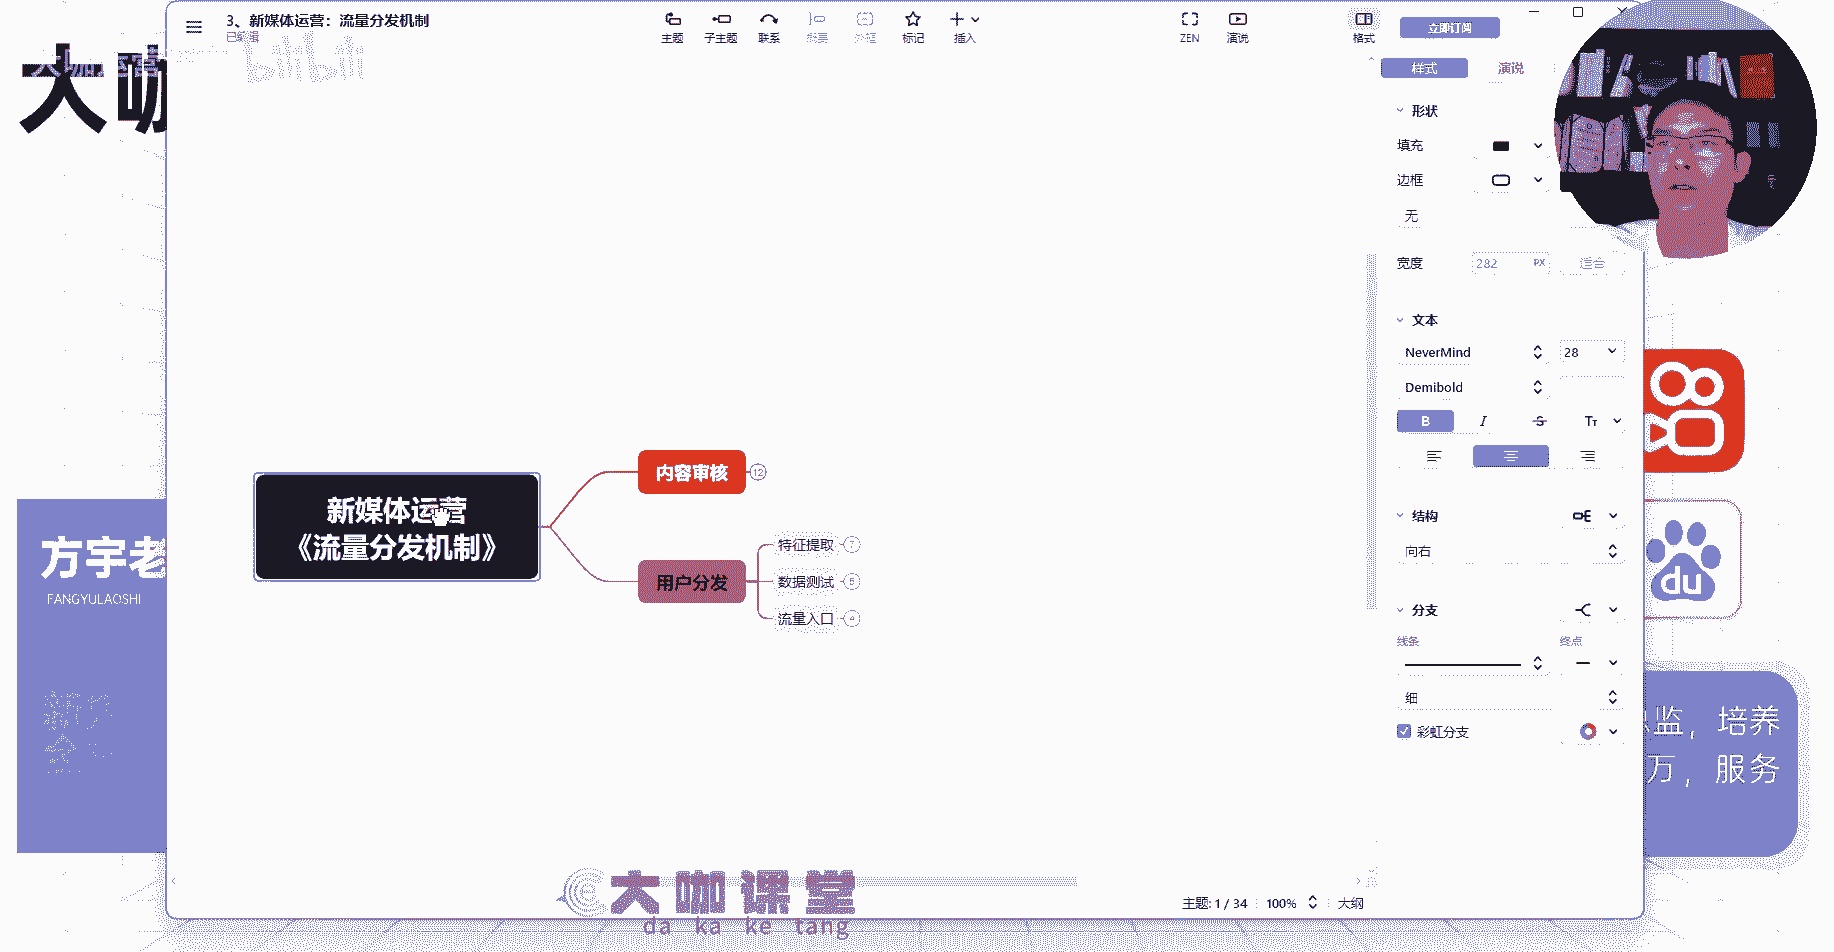 3、新媒体运营：流量分发机制
已编辑
主题
子主题
联系
概要
外框
标记
插入
ZEN
演说
格式
立即订阅
bilibili
大咖
样式
演说
形状
填充
边框
无
宽度
282
PX
适合
文本
NeverMind
28
Demibold
B
I
S
Tт
结构
向右
分支
线条
终点
细
彩虹分支
新媒体运营
《流量分发机制》
内容审核
12
用户分发
特征提取
7
数据测试
5
流量入口
方宇老
FANGYULAOSHI
du
监，培养
万，服务
大咖课堂
da ka ke tang
主题: 1 / 34
100%
大纲